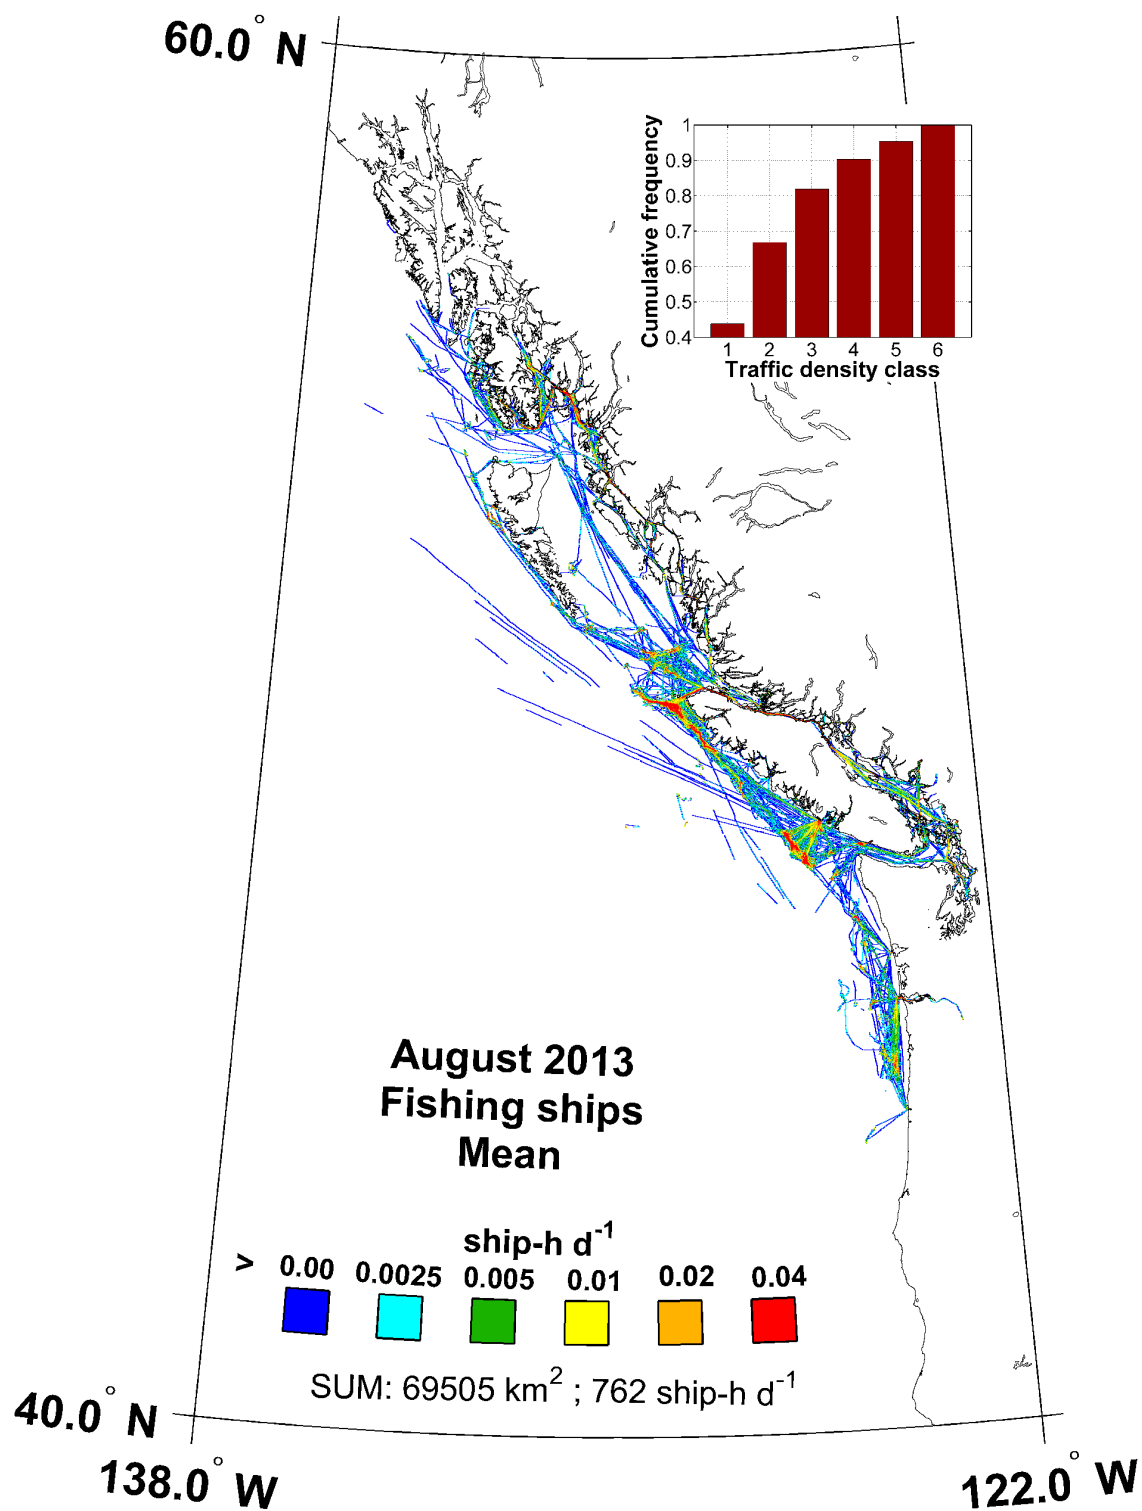 60.0° N
Cumulative frequency
1
0.9
0.8
0.7
0.6
0.5
0.4
1 2 3 4 5 6
Traffic density class
August 2013
Fishing ships
Mean
ship-h d⁻¹
> 0.00 0.0025 0.005 0.01 0.02 0.04
SUM: 69505 km² ; 762 ship-h d⁻¹
40.0° N
138.0° W
122.0° W